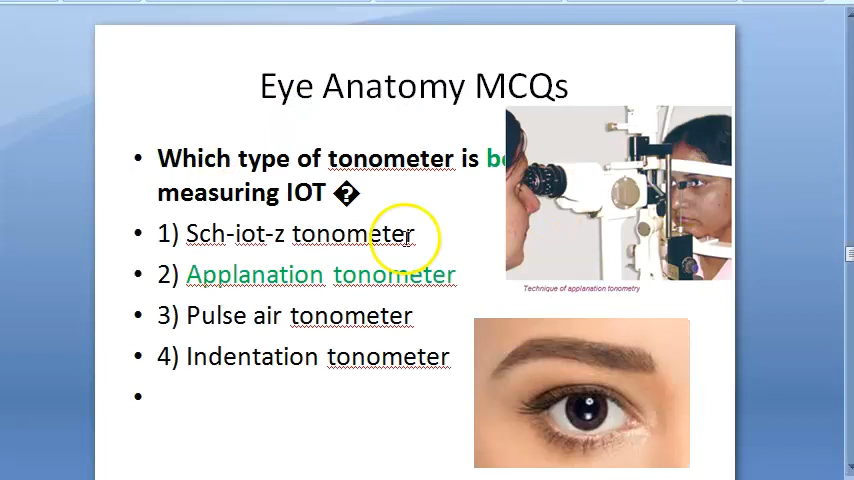 Eye Anatomy MCQs
• Which type of tonometer is
measuring IOT �
• 1) Sch-iot-z tonometer
• 2) Applanation tonometer
• 3) Pulse air tonometer
• 4) Indentation tonometer
•
Technique of applanation tonometry